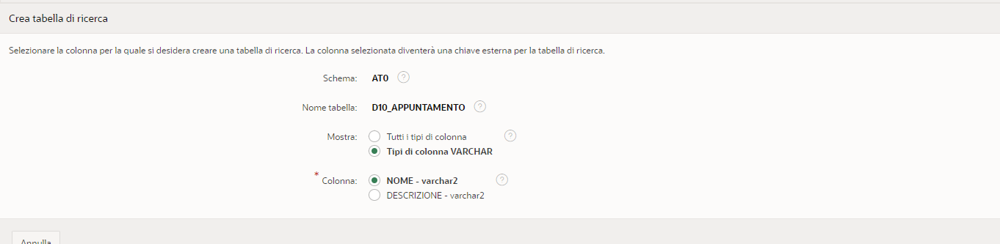 Crea tabella di ricerca
Selezionare la colonna per la quale si desidera creare una tabella di ricerca. La colonna selezionata diventerà una chiave esterna per la tabella di ricerca.
Schema: AT0 ?
Nome tabella: D10_APPUNTAMENTO ?
Mostra: Tutti i tipi di colonna ?
Tipi di colonna VARCHAR
* Colonna: NOME - varchar2 ?
DESCRIZIONE - varchar2
Annulla